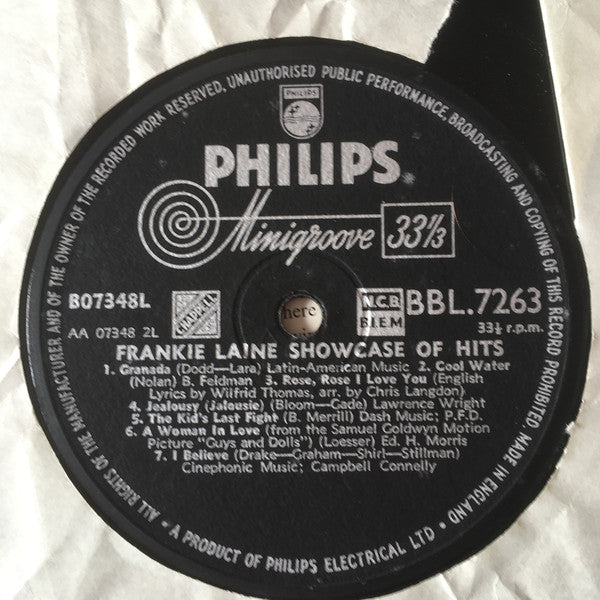 ALL RIGHTS OF THE MANUFACTURER AND OF THE OWNER OF THE RECORDED WORK RESERVED, UNAUTHORISED PUBLIC PERFORMANCE, BROADCASTING AND COPYING OF THIS RECORD PROHIBITED. MADE IN ENGLAND
PHILIPS
PHILIPS
Minigroove 33⅓
B07348L
N.C.B.
BIEM
BBL.7263
AA 07348 2L
33⅓ r.p.m.
here
FRANKIE LAINE SHOWCASE OF HITS
1. Granada (Dodd—Lara) Latin-American Music 2. Cool Water
(Nolan) B. Feldman 3. Rose, Rose I Love You (English
Lyrics by Wilfrid Thomas, arr. by Chris Langdon)
4. Jealousy (Jalousie) (Bloom—Gade) Lawrence Wright
5. The Kid's Last Fight (B. Merrill) Dash Music; P.F.D.
6. A Woman In Love (from the Samuel Goldwyn Motion
Picture "Guys and Dolls") (Loesser) Ed. H. Morris
7. I Believe (Drake—Graham—Shirl—Stillman)
Cinephonic Music; Campbell Connelly
• A PRODUCT OF PHILIPS ELECTRICAL LTD •